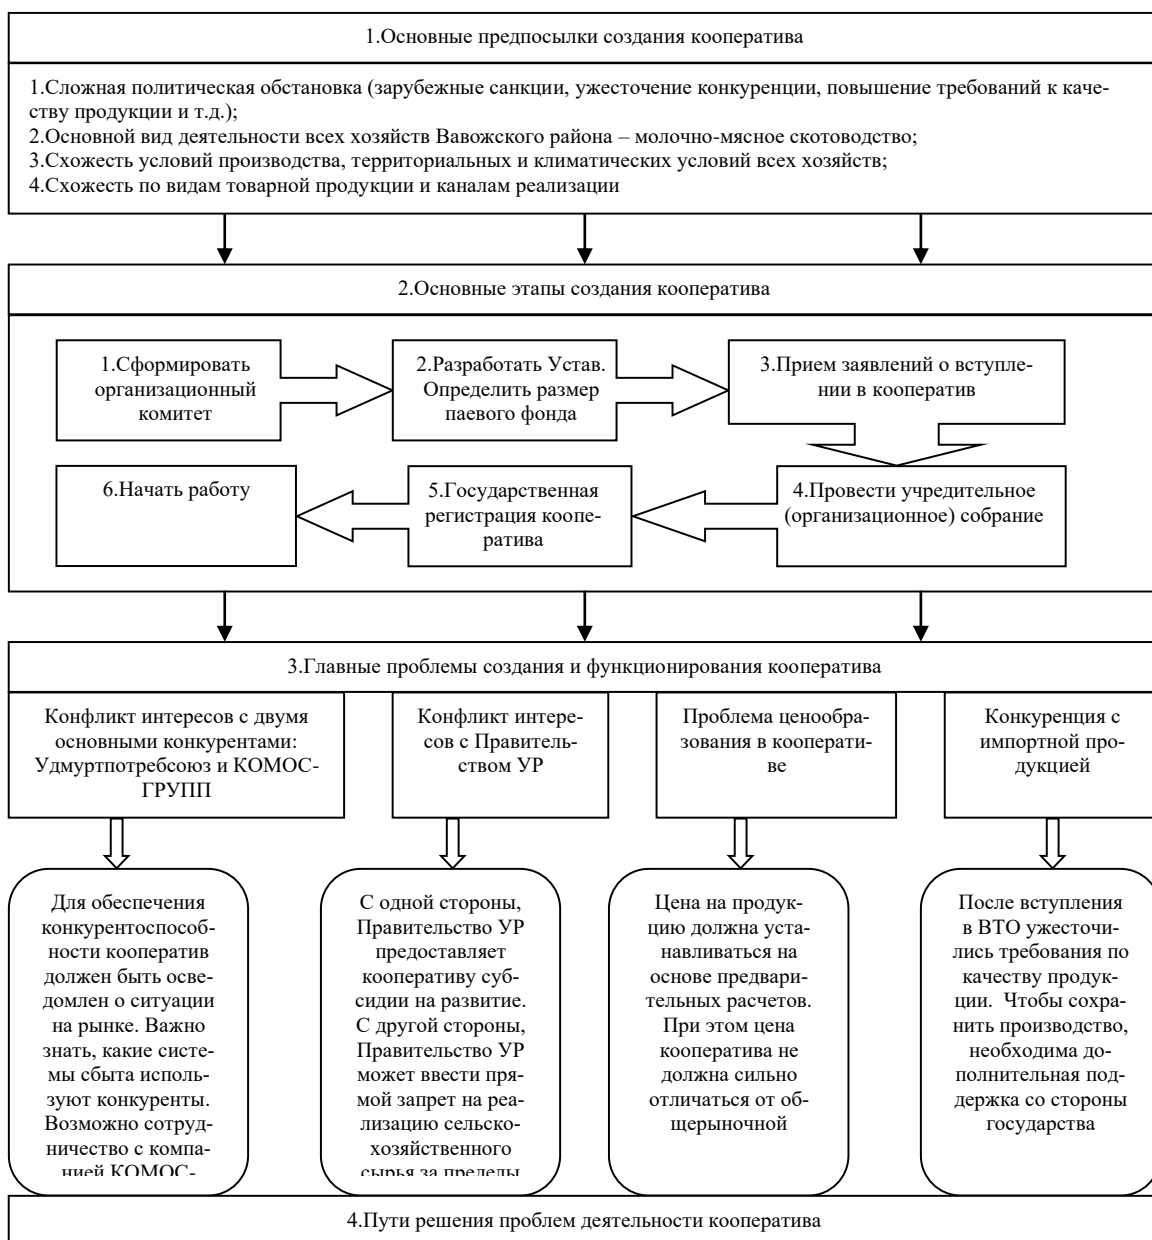 1.Основные предпосылки создания кооператива
1.Сложная политическая обстановка (зарубежные санкции, ужесточение конкуренции, повышение требований к каче-
ству продукции и т.д.);
2.Основной вид деятельности всех хозяйств Вавожского района – молочно-мясное скотоводство;
3.Схожесть условий производства, территориальных и климатических условий всех хозяйств;
4.Схожесть по видам товарной продукции и каналам реализации
2.Основные этапы создания кооператива
1.Сформировать
организационный
комитет
2.Разработать Устав.
Определить размер
паевого фонда
3.Прием заявлений о вступле-
нии в кооператив
4.Провести учредительное
(организационное) собрание
5.Государственная
регистрация коопе-
ратива
6.Начать работу
3.Главные проблемы создания и функционирования кооператива
Конфликт интересов с двумя
основными конкурентами:
Удмуртпотребсоюз и КОМОС-
ГРУПП
Конфликт интере-
сов с Правитель-
ством УР
Проблема ценообра-
зования в кооперати-
ве
Конкуренция с
импортной про-
дукцией
Для обеспечения
конкурентоспособ-
ности кооператив
должен быть осве-
домлен о ситуации
на рынке. Важно
знать, какие систе-
мы сбыта исполь-
зуют конкуренты.
Возможно сотруд-
ничество с компа-
нией КОМОС-
С одной стороны,
Правительство УР
предоставляет
кооперативу суб-
сидии на развитие.
С другой стороны,
Правительство УР
может ввести пря-
мой запрет на реа-
лизацию сельско-
хозяйственного
сырья за пределы
Цена на продук-
цию должна уста-
навливаться на
основе предвари-
тельных расчетов.
При этом цена
кооператива не
должна сильно
отличаться от об-
щерыночной
После вступления
в ВТО ужесточи-
лись требования по
качеству продук-
ции. Чтобы сохра-
нить производство,
необходима до-
полнительная под-
держка со стороны
государства
4.Пути решения проблем деятельности кооператива